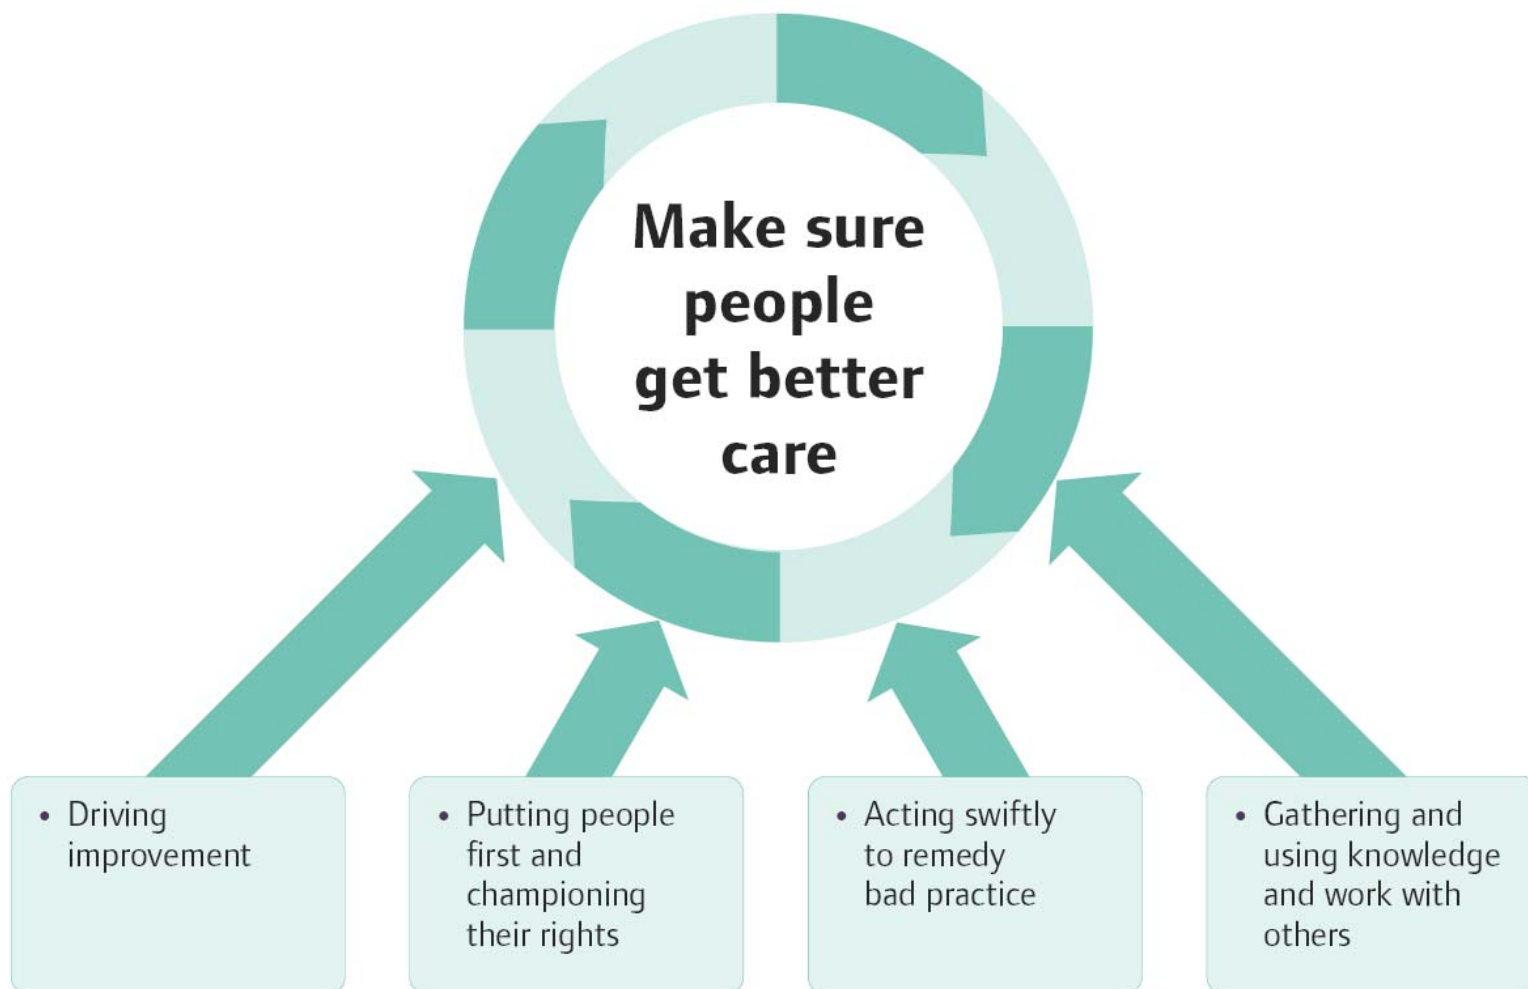 Make sure
people
get better
care
• Driving
improvement
• Putting people
first and
championing
their rights
• Acting swiftly
to remedy
bad practice
• Gathering and
using knowledge
and work with
others